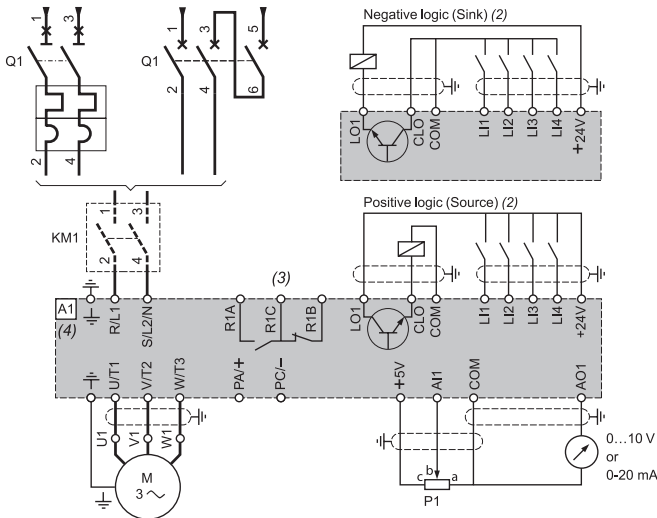 1 3
Q1
2 4
1 3 5
Q1
2 4 6
Negative logic (Sink) (2)
LO1 CLO COM LI1 LI2 LI3 LI4 +24V
1 3
KM1
2 4
Positive logic (Source) (2)
(3)
A1
(4)
R/L1 S/L2/N R1A R1C R1B LO1 CLO COM LI1 LI2 LI3 LI4 +24V
U/T1 V/T2 W/T3 PA/+ PC/- +5V AI1 COM AO1
U1 V1 W1
M
3
c b a
P1
0...10 V
or
0-20 mA